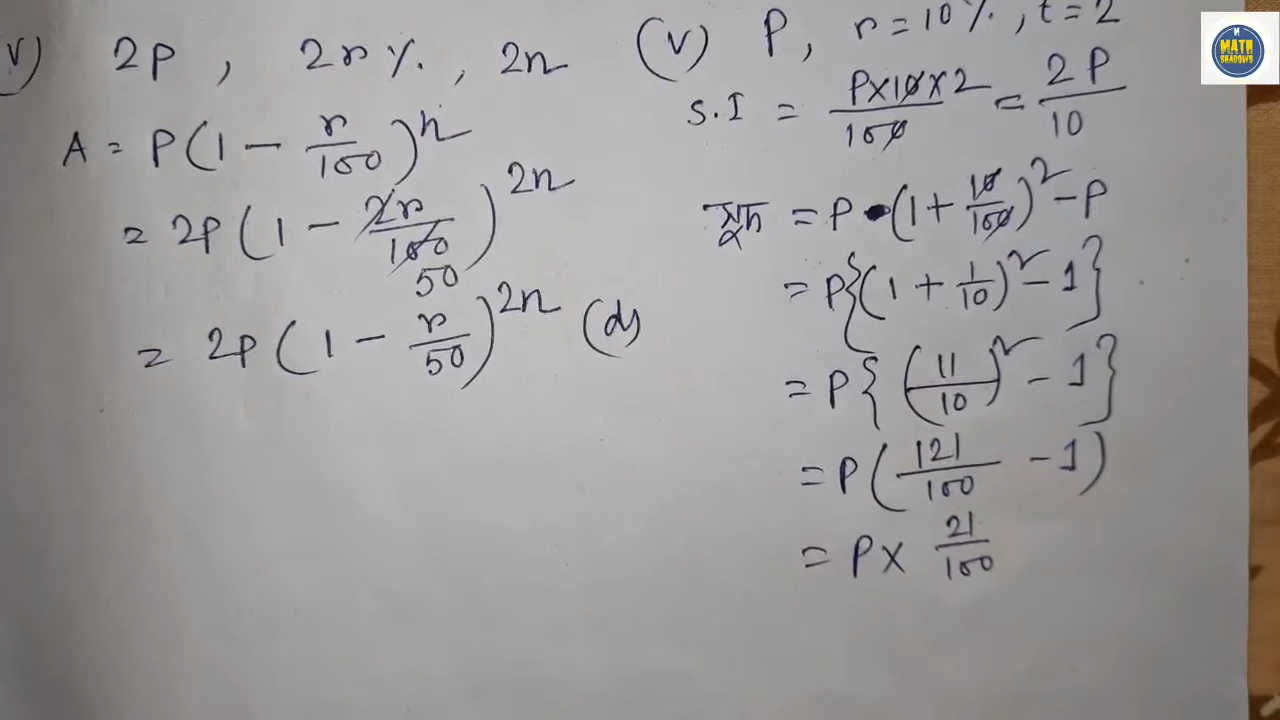 V) 2P, 2r%., 2n
A = P(1 - r/100)^n
= 2P(1 - 2r/100)^2n
50
= 2P(1 - r/50)^2n (d)
(V) P, r=10%., t=2
S.I = P×10×2/100 = 2P/10
সুদ = P (1 + 10/100)^2 - P
= P{(1 + 1/10)^2 - 1}
= P{(11/10)^2 - 1}
= P(121/100 - 1)
= P× 21/100
M
MATH
SHADOWS